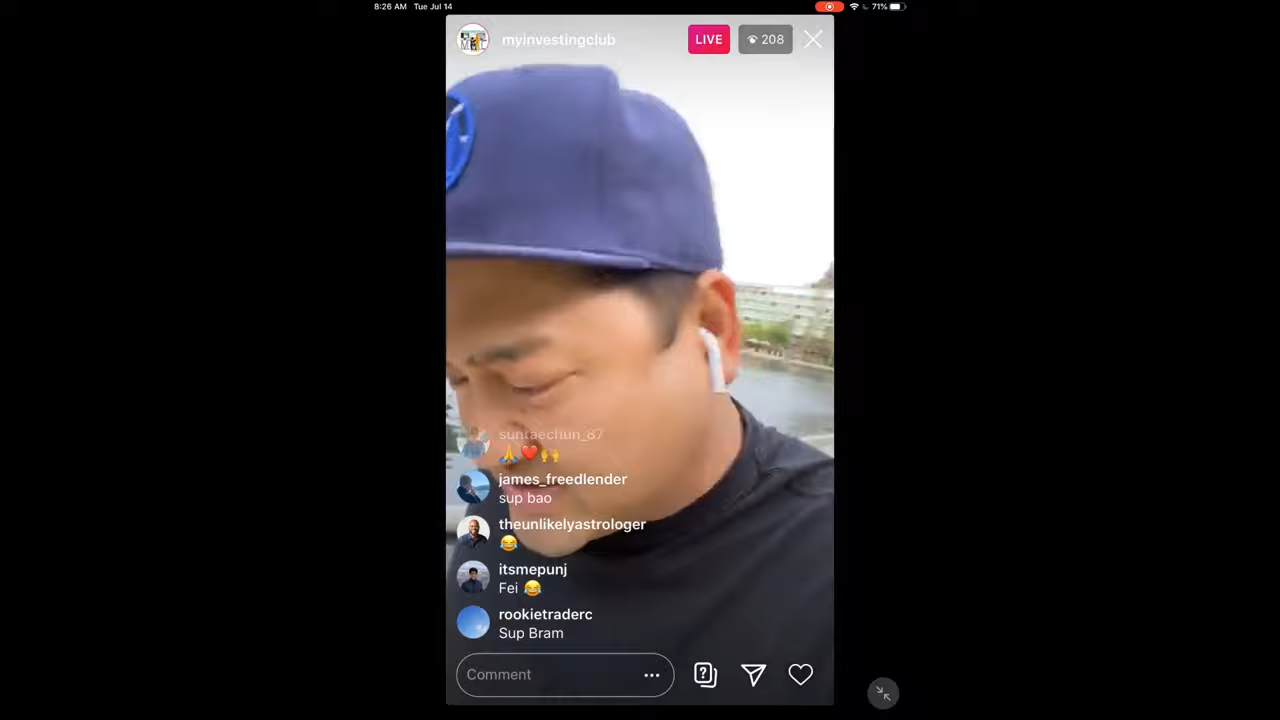 8:26 AM Tue Jul 14
71%
myinvestingclub
LIVE
208
suntaechun_87
🙏❤️🙌
james_freedlender
sup bao
theunlikelyastrologer
😂
itsmepunj
Fei 😂
rookietraderc
Sup Bram
Comment